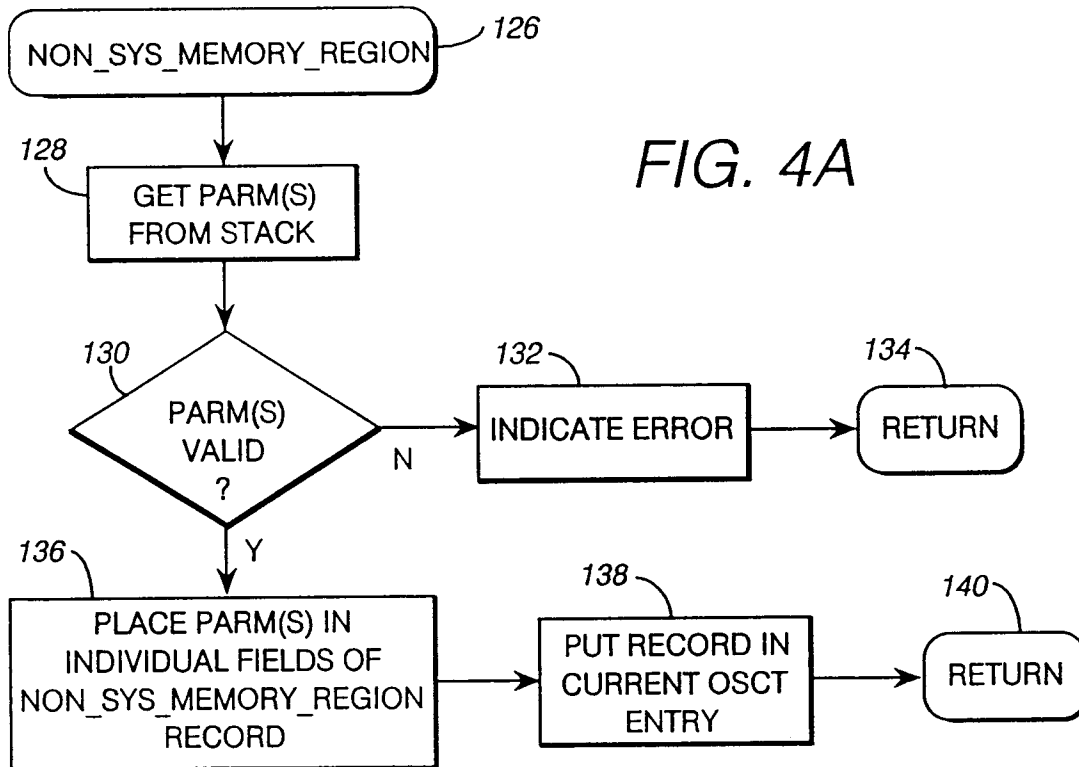 NON_SYS_MEMORY_REGION
126
128
GET PARM(S)
FROM STACK
FIG. 4A
130
PARM(S)
VALID
?
N
Y
132
INDICATE ERROR
134
RETURN
136
PLACE PARM(S) IN
INDIVIDUAL FIELDS OF
NON_SYS_MEMORY_REGION
RECORD
138
PUT RECORD IN
CURRENT OSCT
ENTRY
140
RETURN